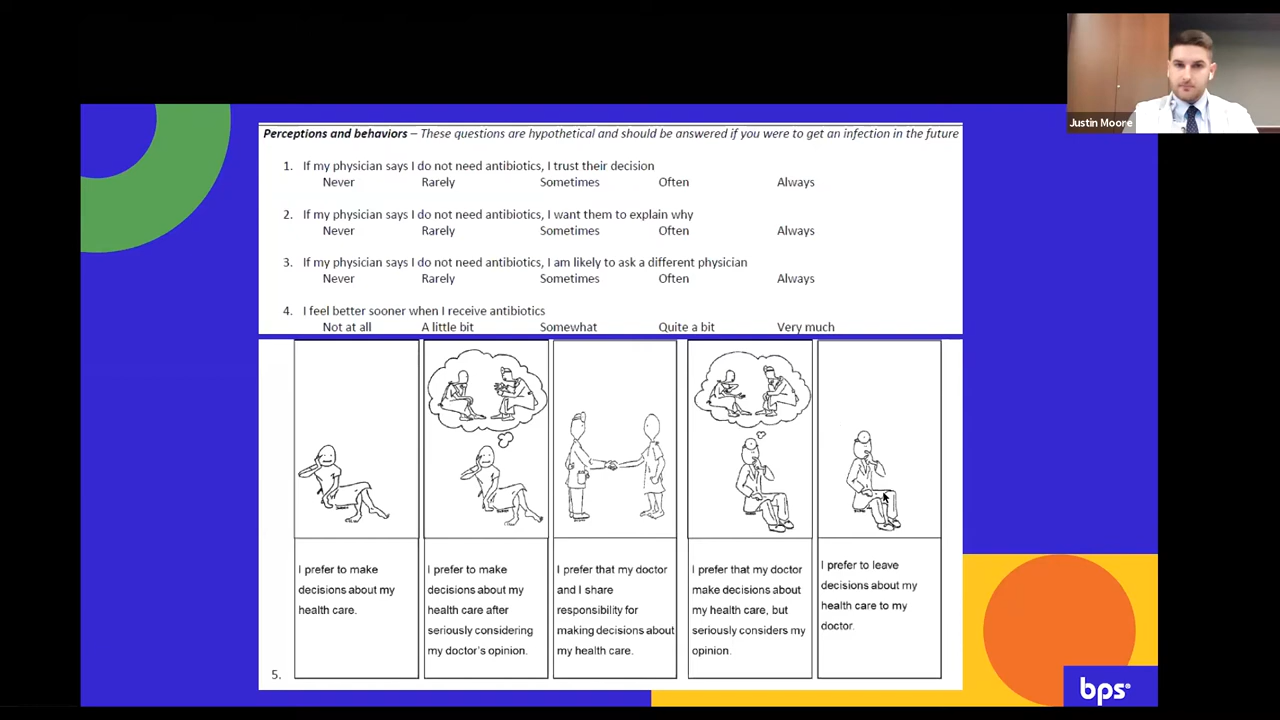 Justin Moore
Perceptions and behaviors – These questions are hypothetical and should be answered if you were to get an infection in the future
1. If my physician says I do not need antibiotics, I trust their decision
Never Rarely Sometimes Often Always
2. If my physician says I do not need antibiotics, I want them to explain why
Never Rarely Sometimes Often Always
3. If my physician says I do not need antibiotics, I am likely to ask a different physician
Never Rarely Sometimes Often Always
4. I feel better sooner when I receive antibiotics
Not at all A little bit Somewhat Quite a bit Very much
5.
I prefer to make
decisions about my
health care.
I prefer to make
decisions about my
health care after
seriously considering
my doctor's opinion.
I prefer that my doctor
and I share
responsibility for
making decisions about
my health care.
I prefer that my doctor
make decisions about
my health care, but
seriously considers my
opinion.
I prefer to leave
decisions about my
health care to my
doctor.
bps